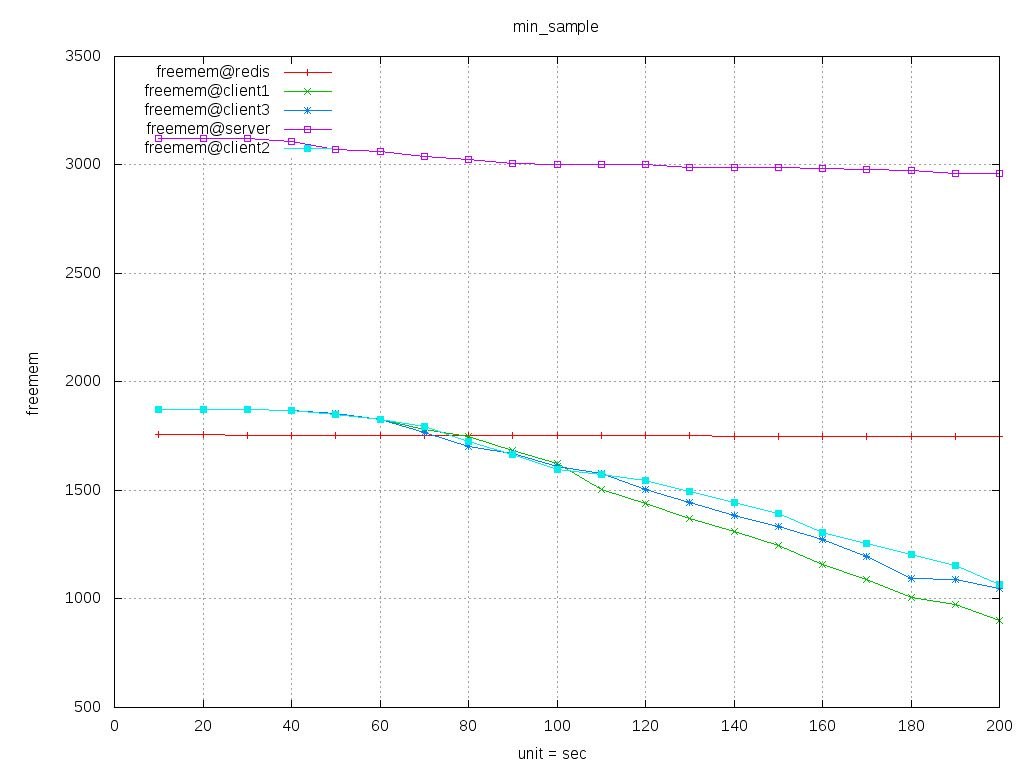 min_sample
3500
freemem@redis
freemem@client1
freemem@client3
freemem@server
freemem@client2
3000
2500
2000
1500
1000
500
freemem
0 20 40 60 80 100 120 140 160 180 200
unit = sec